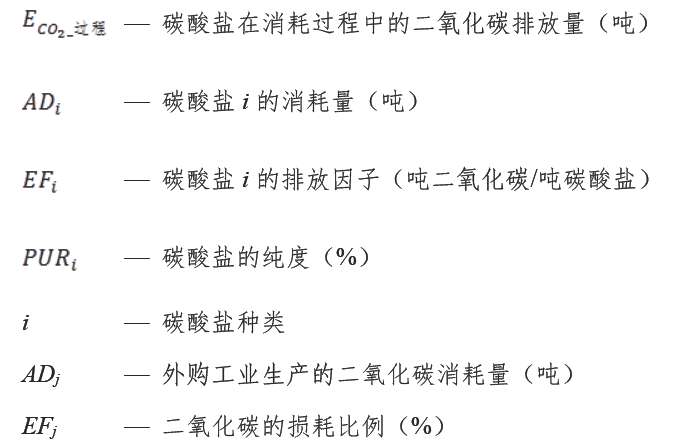 E_CO₂_过程 — 碳酸盐在消耗过程中的二氧化碳排放量（吨）
AD_i — 碳酸盐 i 的消耗量（吨）
EF_i — 碳酸盐 i 的排放因子（吨二氧化碳/吨碳酸盐）
PUR_i — 碳酸盐的纯度（%）
i — 碳酸盐种类
AD_j — 外购工业生产的二氧化碳消耗量（吨）
EF_j — 二氧化碳的损耗比例（%）